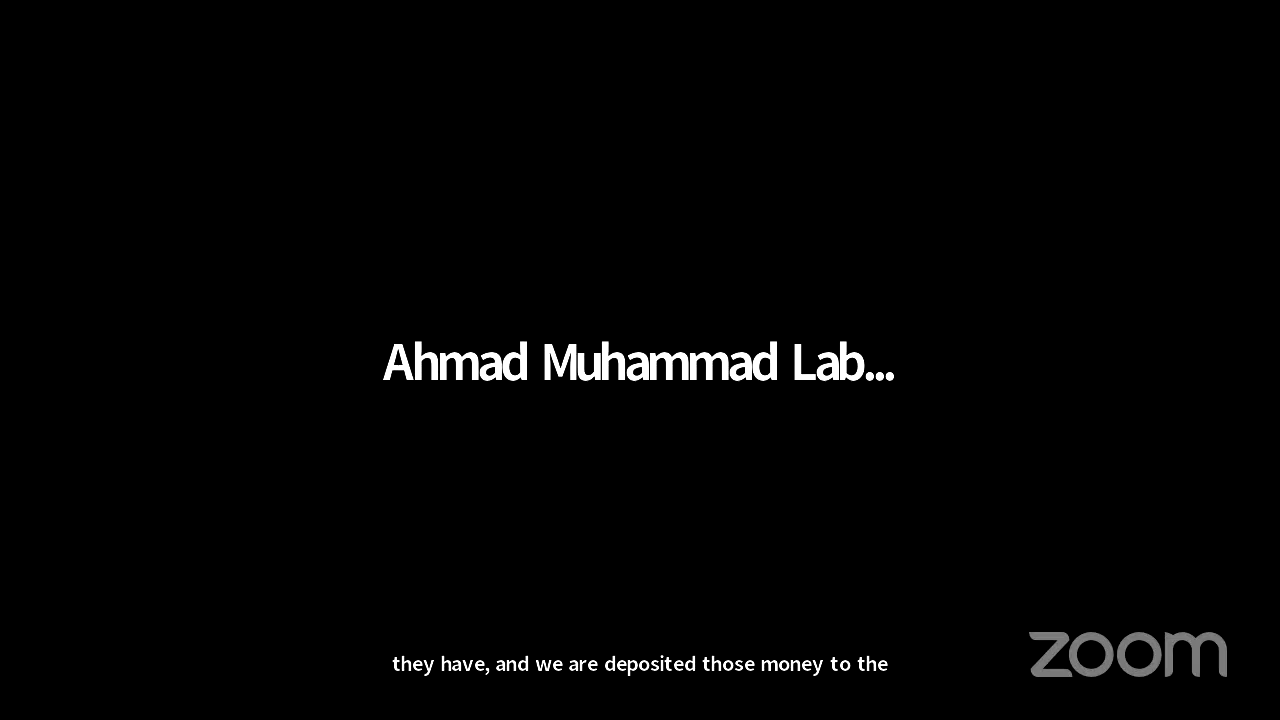 Ahmad Muhammad Lab...
they have, and we are deposited those money to the
zoom